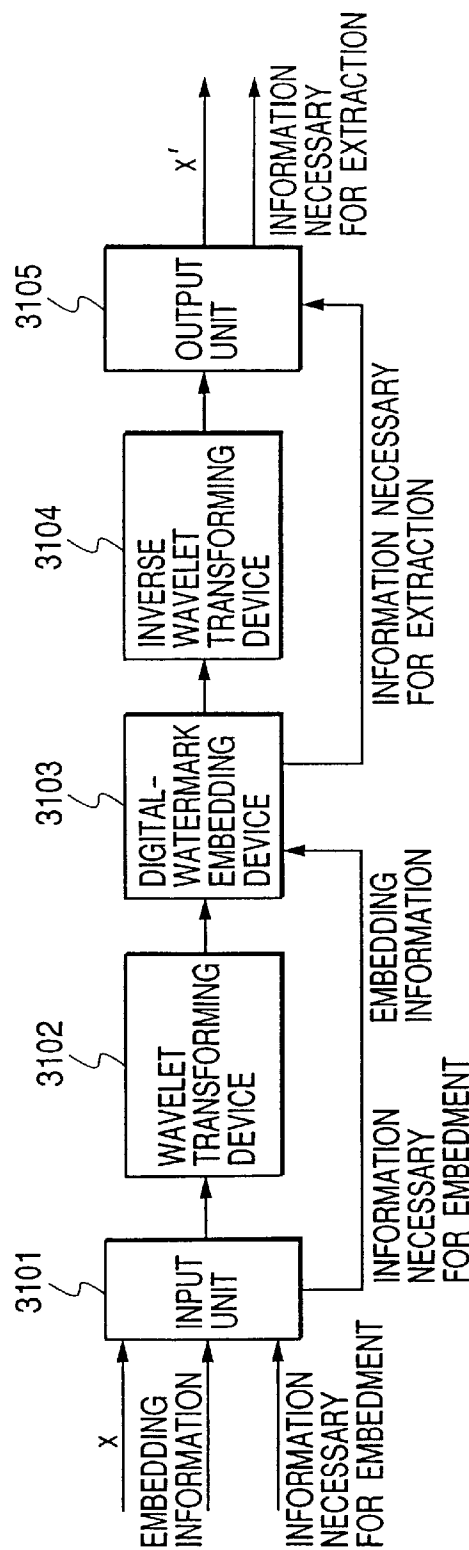 3101
3102
3103
3104
3105
X
EMBEDDING
INFORMATION
INFORMATION
NECESSARY
FOR EMBEDMENT
INPUT
UNIT
WAVELET
TRANSFORMING
DEVICE
DIGITAL-
WATERMARK
EMBEDDING
DEVICE
INVERSE
WAVELET
TRANSFORMING
DEVICE
OUTPUT
UNIT
X'
INFORMATION
NECESSARY
FOR EXTRACTION
INFORMATION
NECESSARY
FOR EMBEDMENT
EMBEDDING
INFORMATION
INFORMATION NECESSARY
FOR EXTRACTION